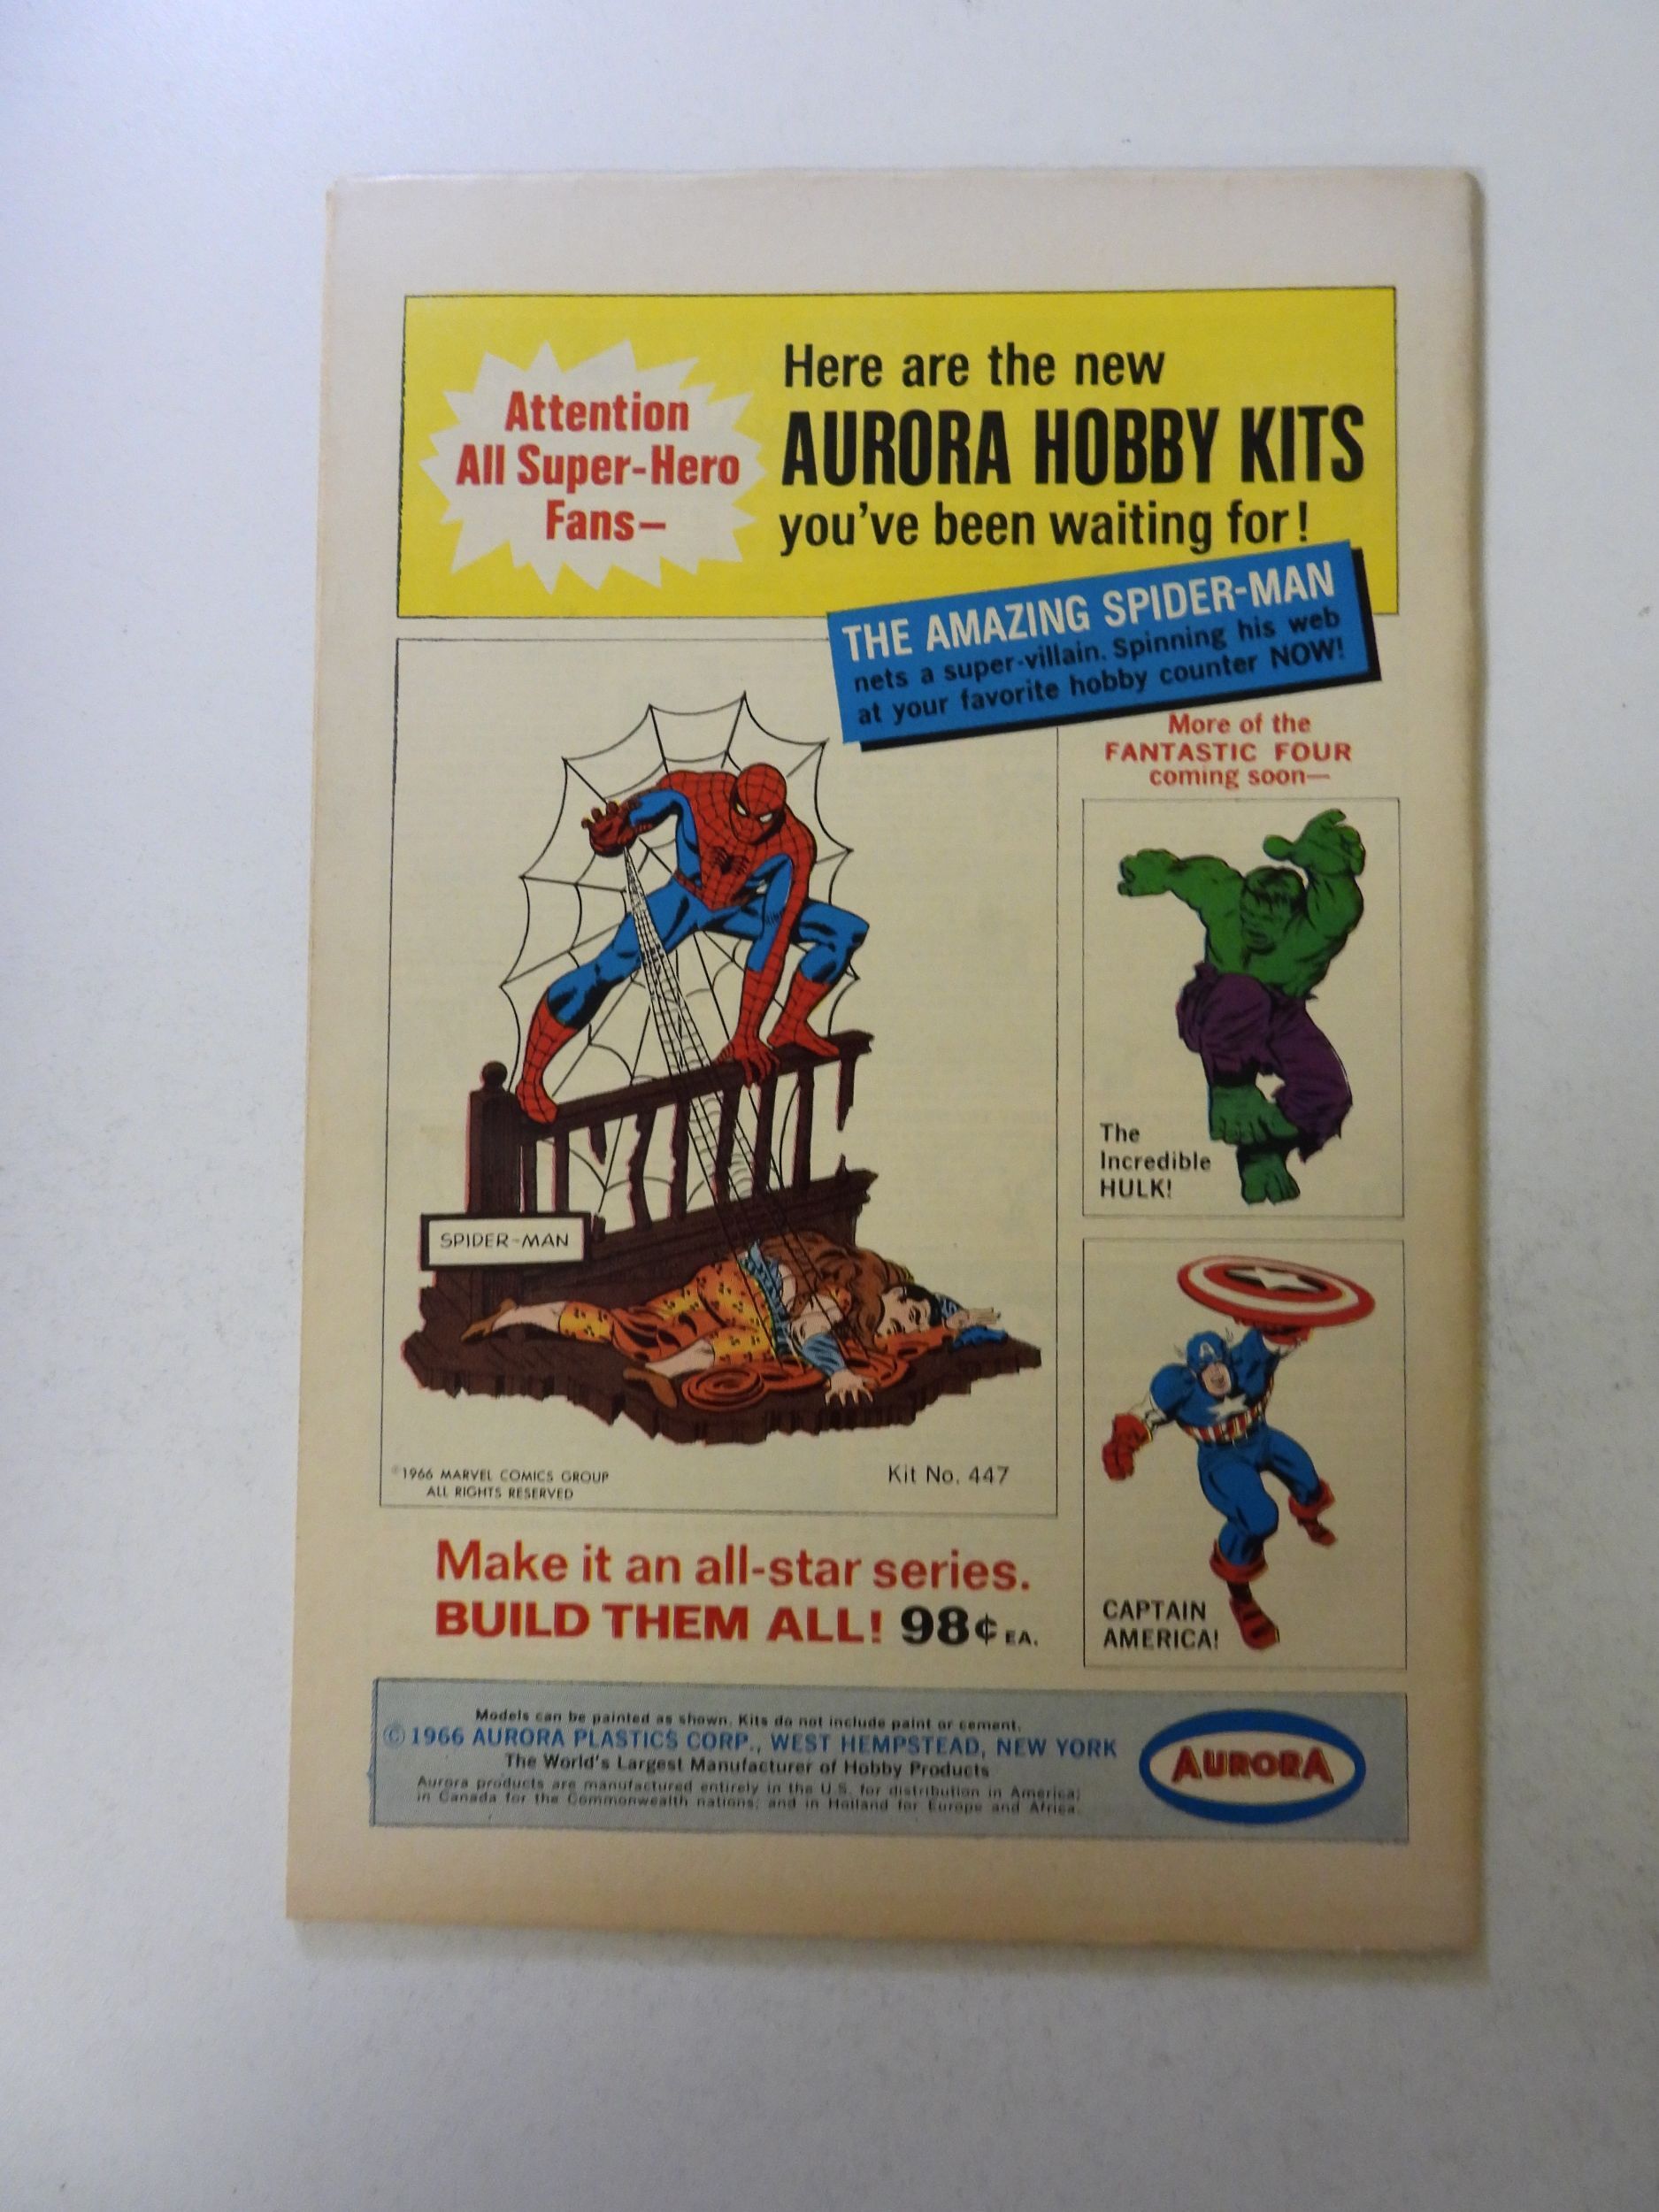 Attention
All Super-Hero
Fans—
Here are the new
AURORA HOBBY KITS
you've been waiting for!
THE AMAZING SPIDER-MAN
nets a super-villain. Spinning his web
at your favorite hobby counter NOW!
More of the
FANTASTIC FOUR
coming soon—
The
Incredible
HULK!
SPIDER-MAN
©1966 MARVEL COMICS GROUP
ALL RIGHTS RESERVED
Kit No. 447
A
CAPTAIN
AMERICA!
Make it an all-star series.
BUILD THEM ALL! 98¢ EA.
Models can be painted as shown. Kits do not include paint or cement.
© 1966 AURORA PLASTICS CORP., WEST HEMPSTEAD, NEW YORK
The World's Largest Manufacturer of Hobby Products
Aurora products are manufactured entirely in the U.S. for distribution in America;
in Canada for the Commonwealth nations; and in Holland for Europe and Africa.
AURORA